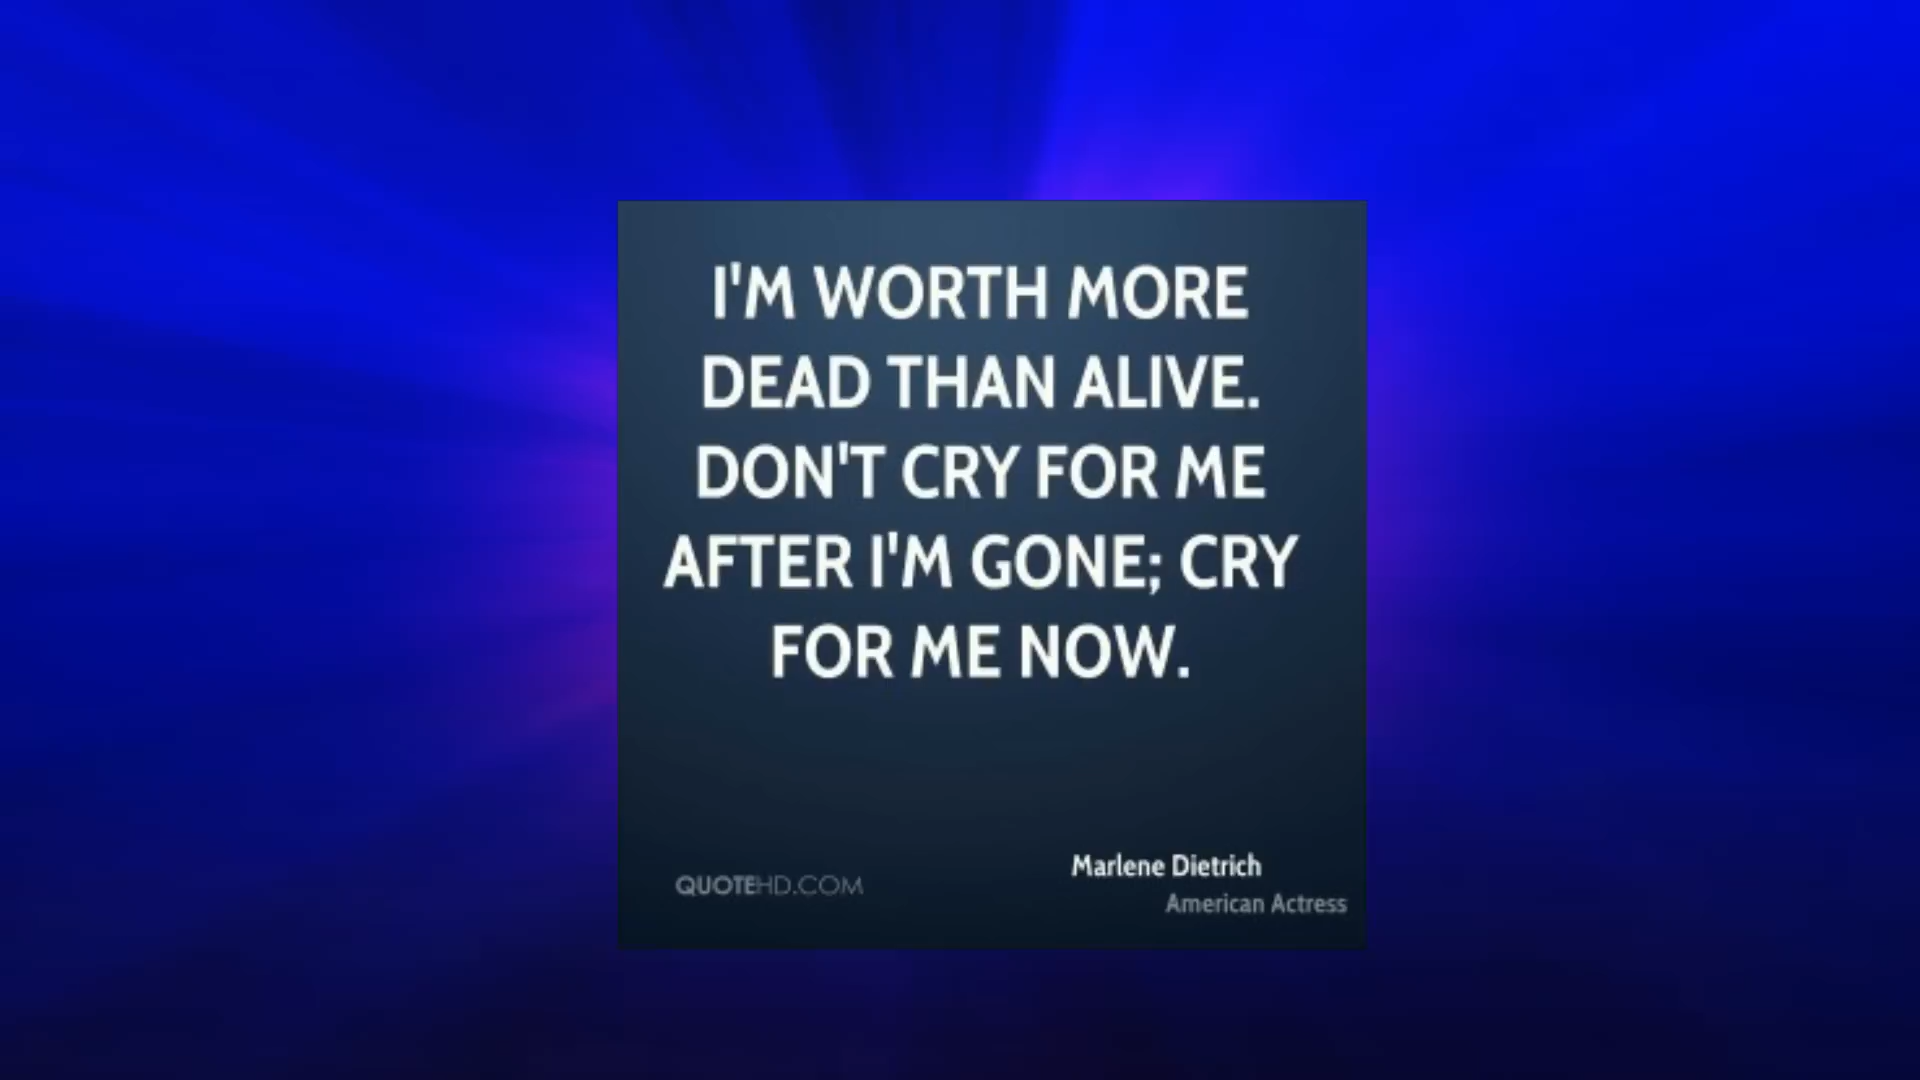 I'M WORTH MORE
DEAD THAN ALIVE.
DON'T CRY FOR ME
AFTER I'M GONE; CRY
FOR ME NOW.
Marlene Dietrich
QUOTEHD.COM
American Actress